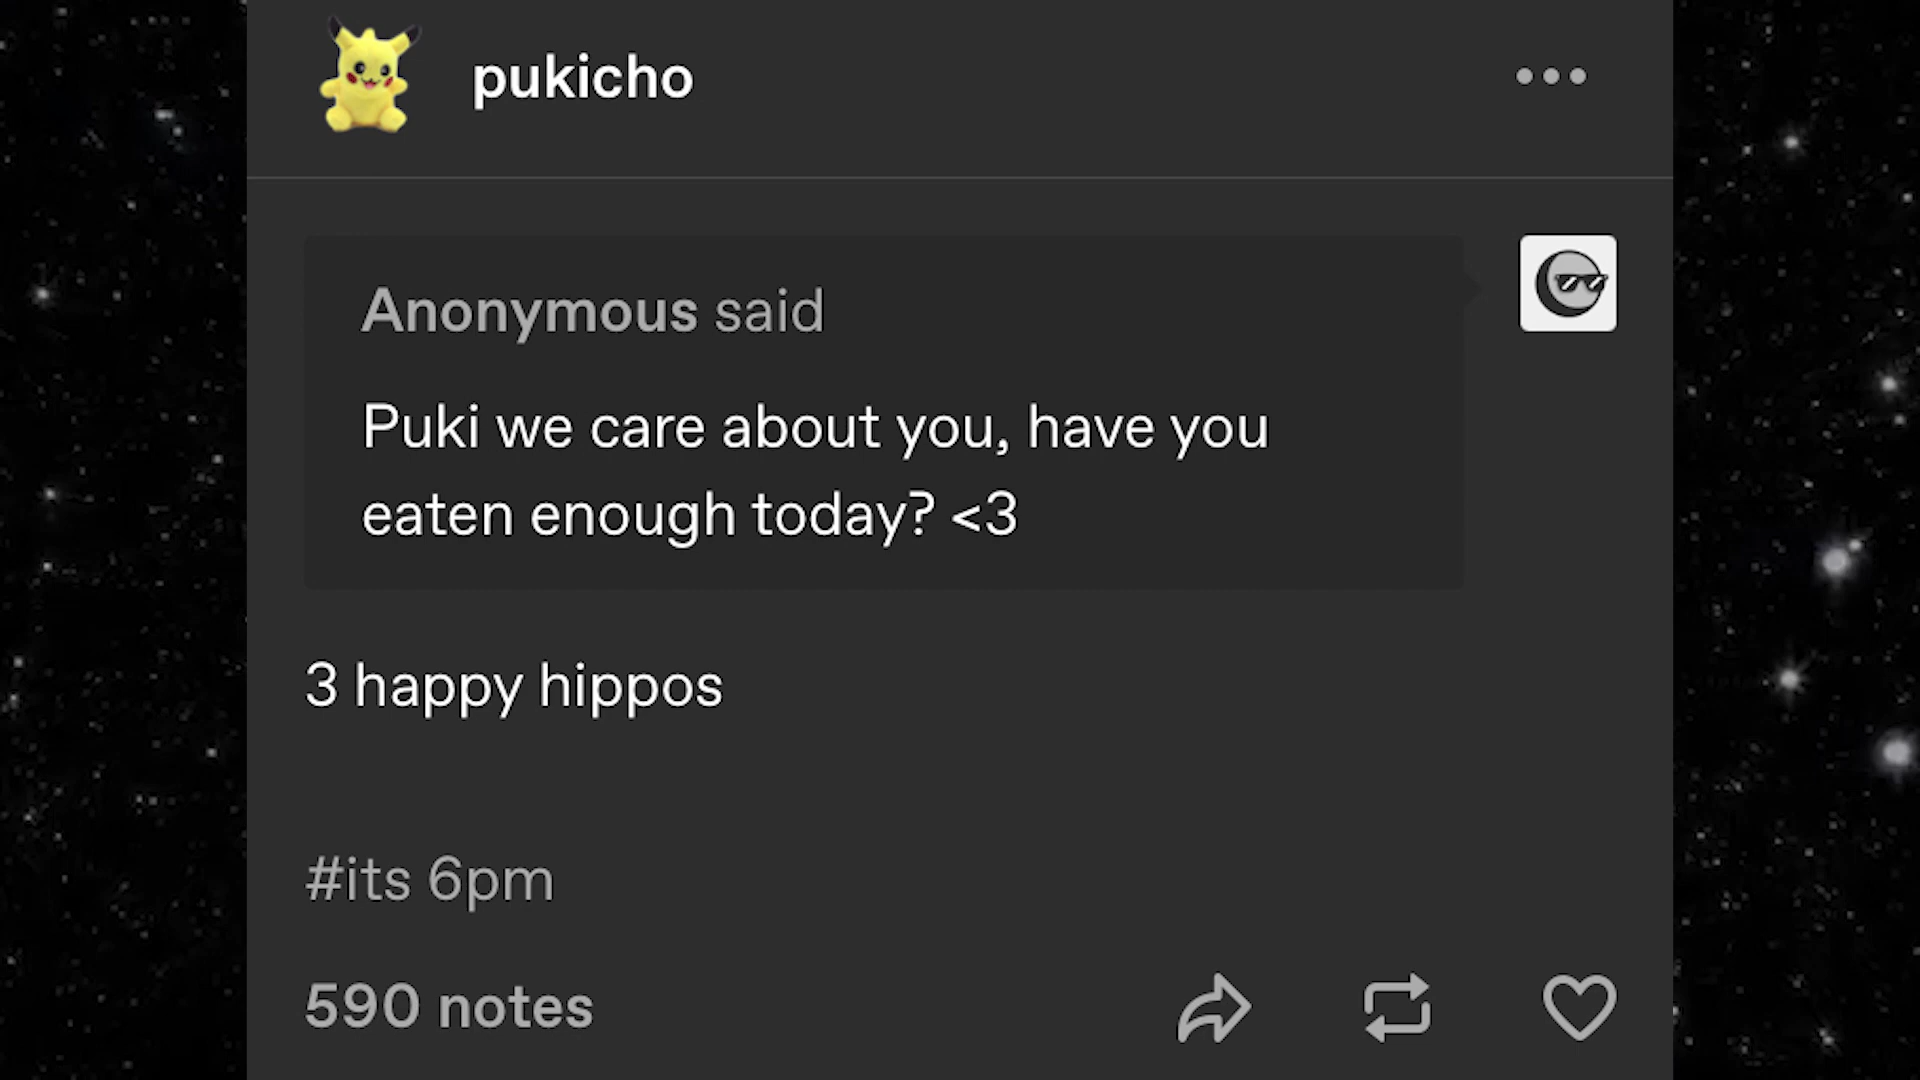 pukicho
Anonymous said
Puki we care about you, have you
eaten enough today? <3
3 happy hippos
#its 6pm
590 notes